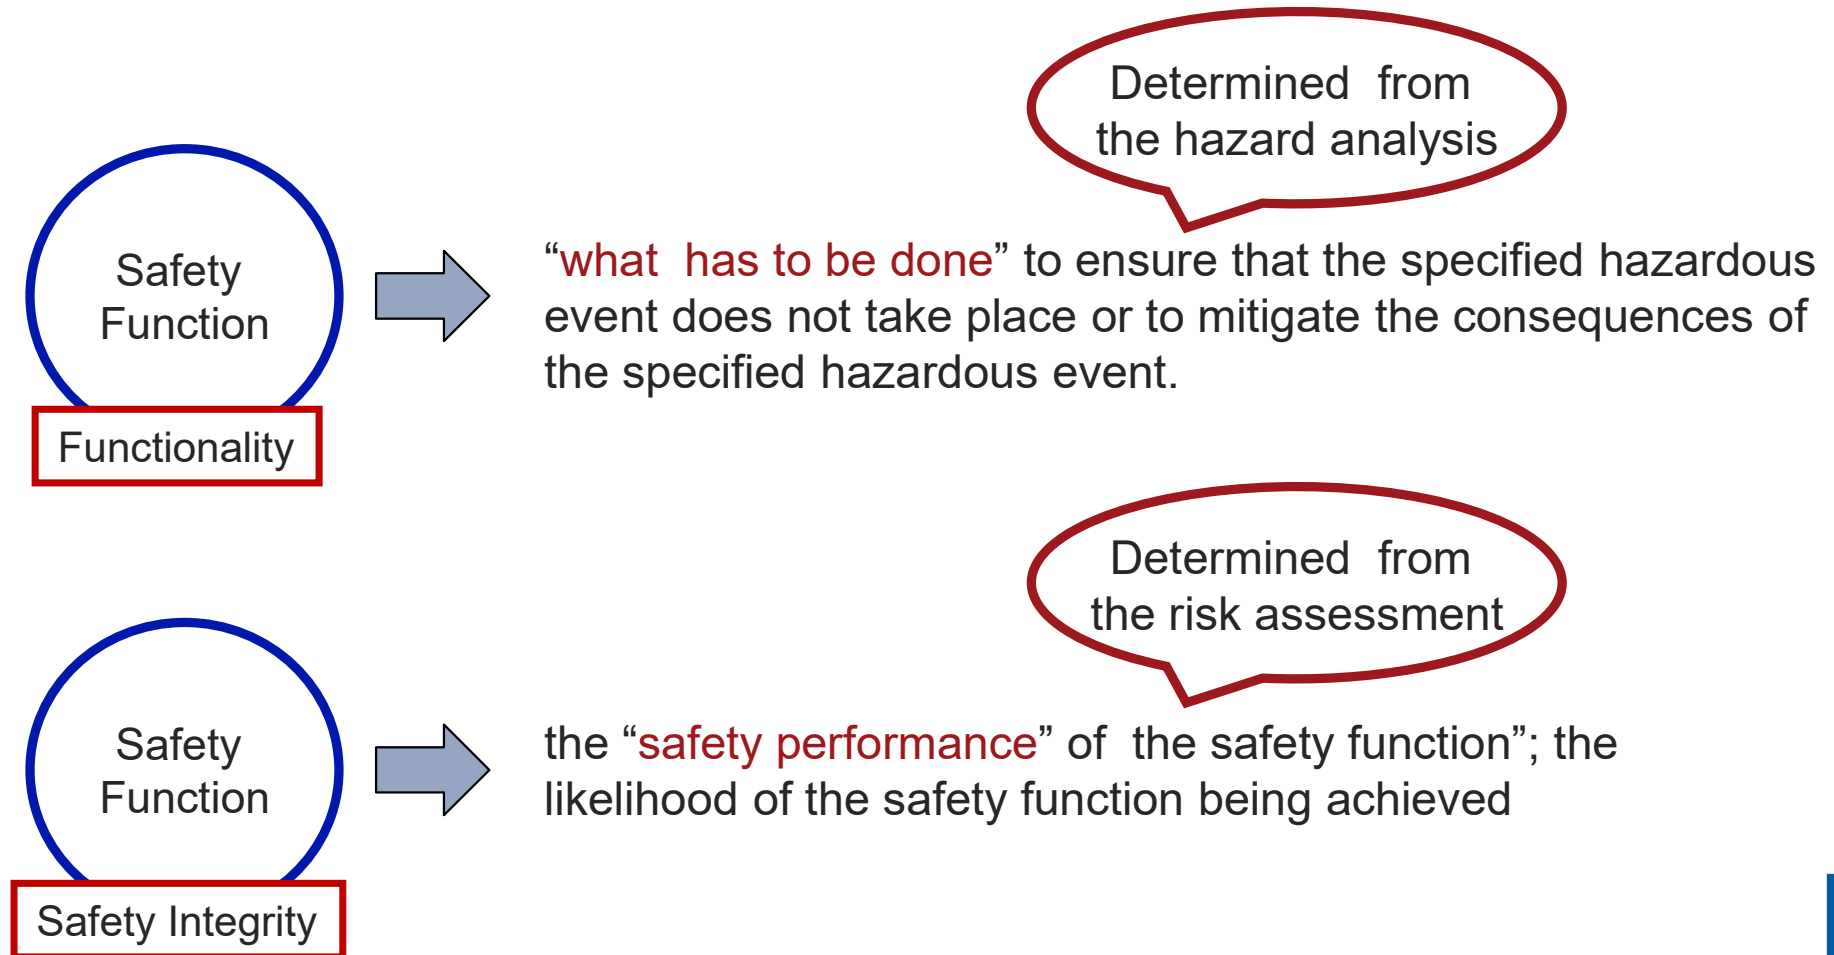 Determined  from
the hazard analysis
Safety
Function
Functionality
“what  has to be done” to ensure that the specified hazardous
event does not take place or to mitigate the consequences of
the specified hazardous event.
Determined  from
the risk assessment
Safety
Function
Safety Integrity
the “safety performance” of  the safety function”; the
likelihood of the safety function being achieved